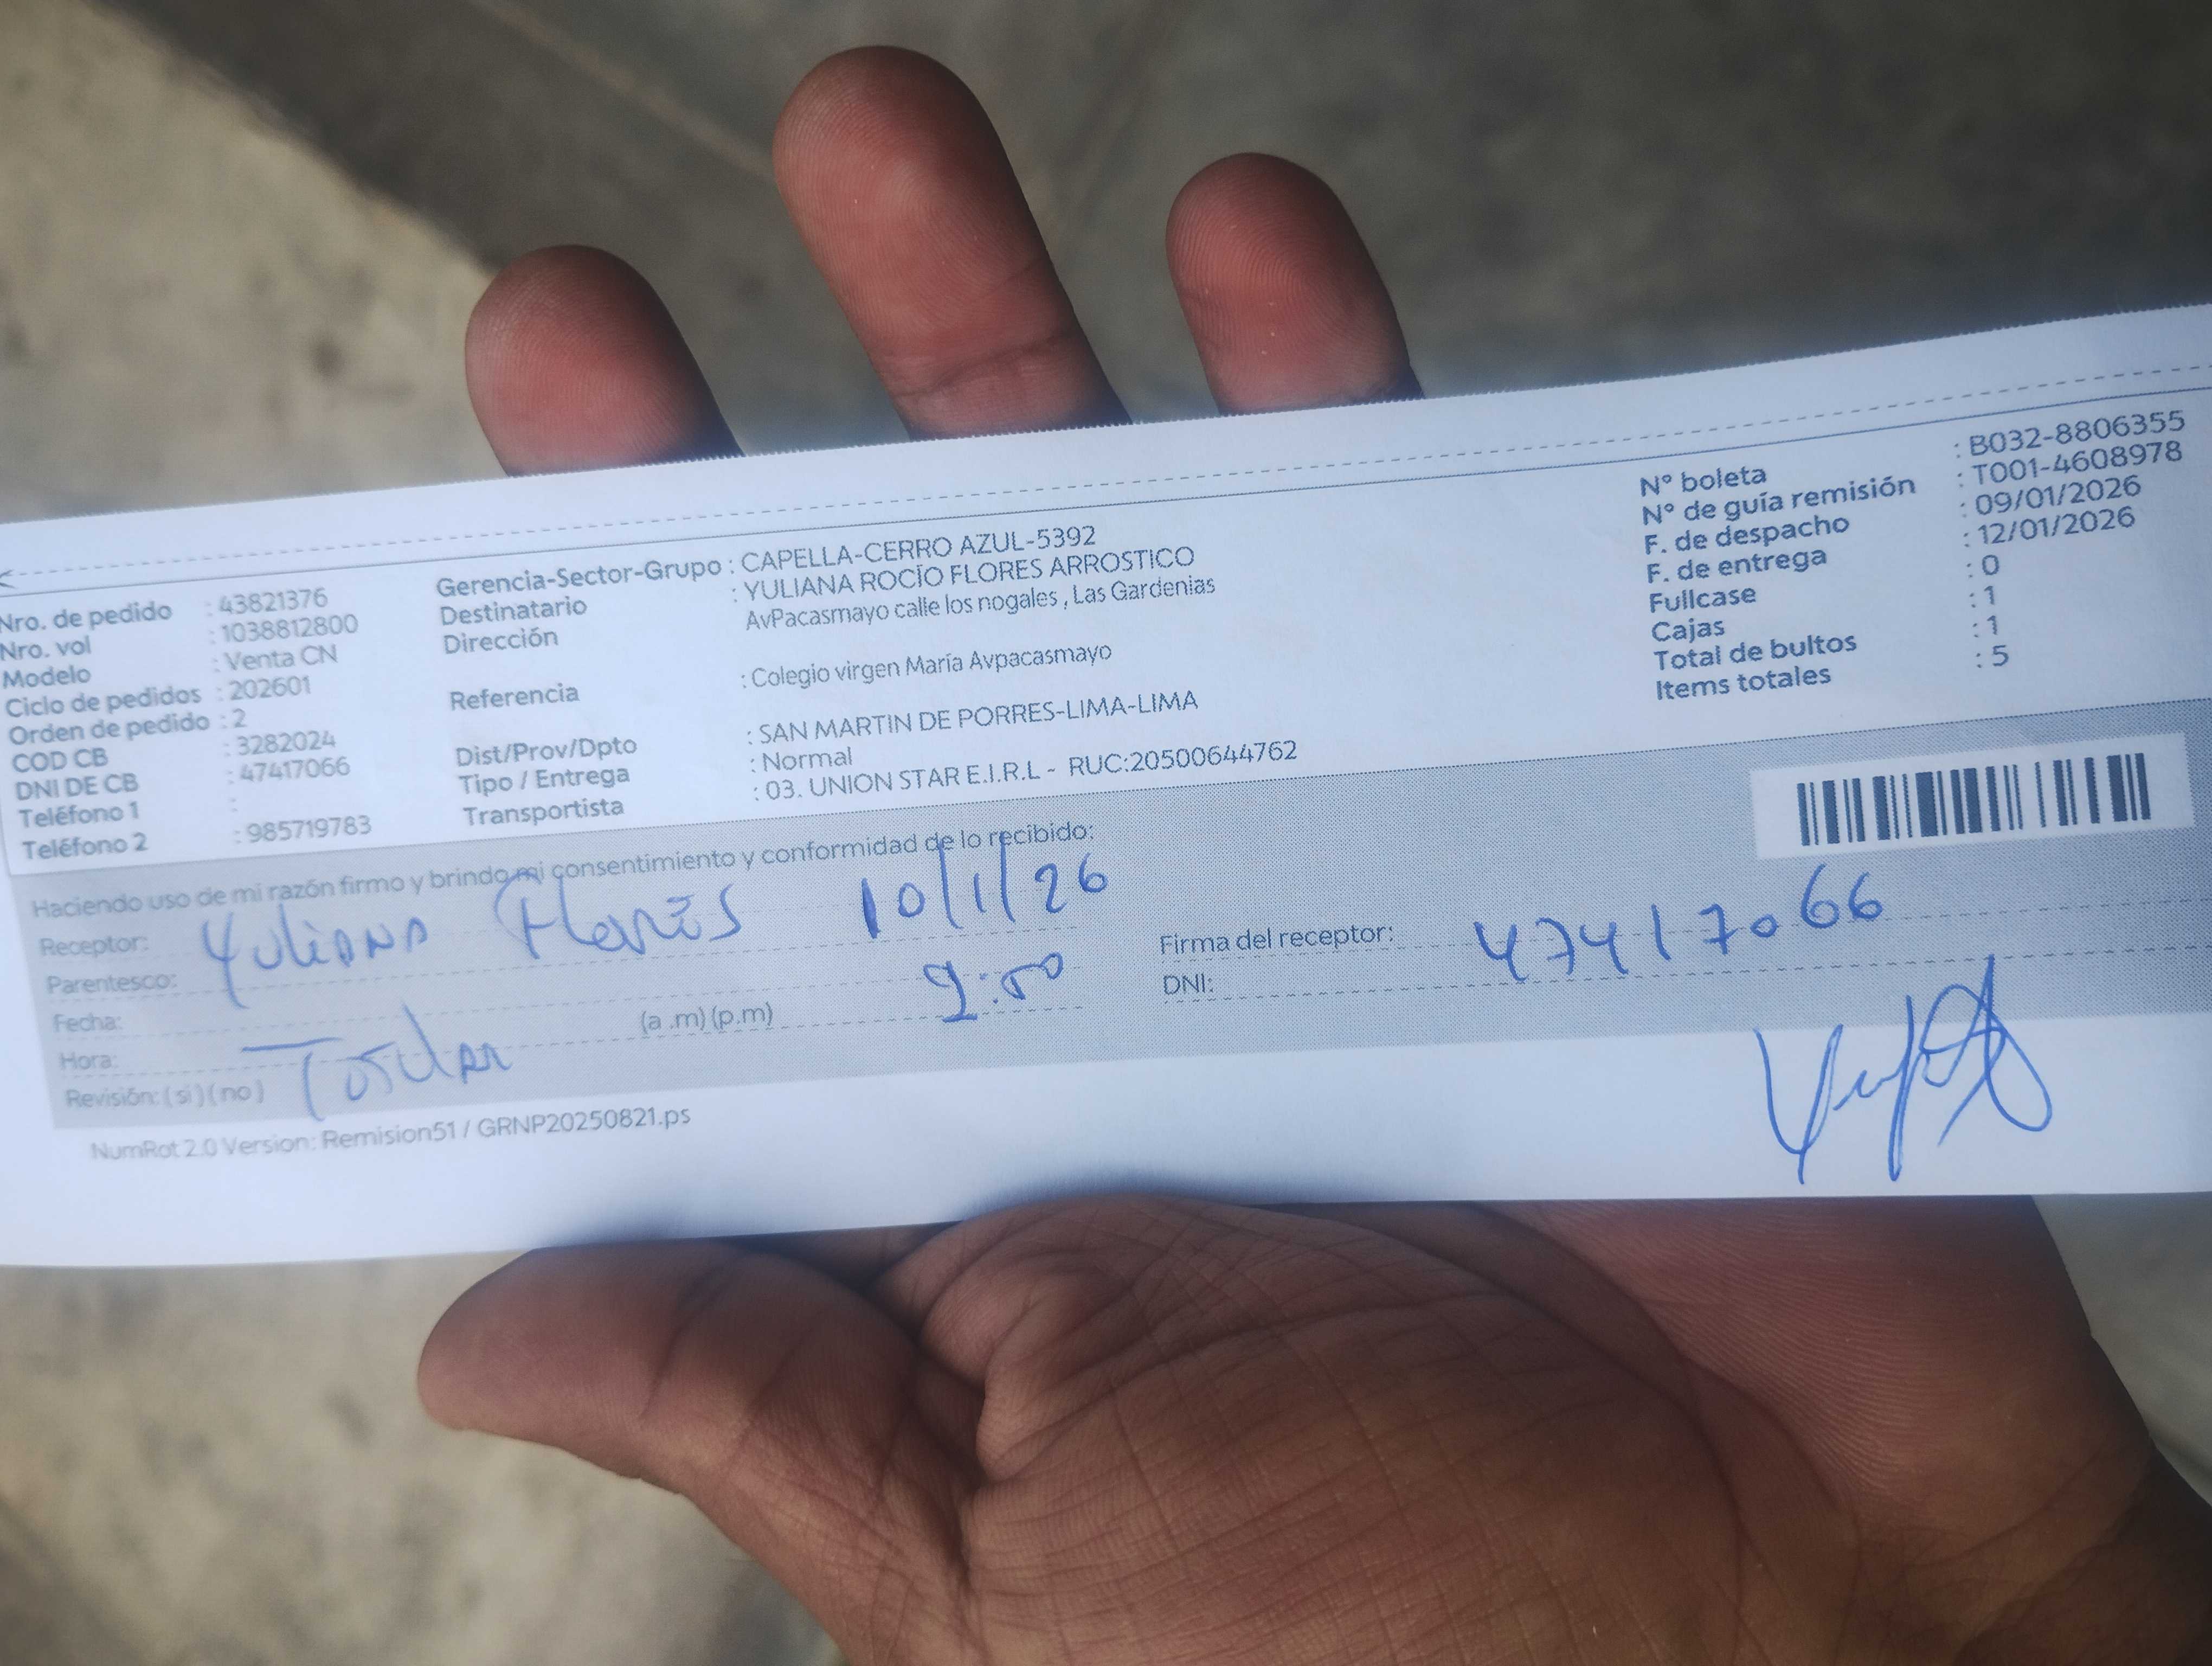 Nro. de pedido : 43821376
Nro. vol : 1038812800
Modelo : Venta CN
Ciclo de pedidos : 202601
Orden de pedido : 2
COD CB : 3282024
DNI DE CB : 47417066
Teléfono 1 :
Teléfono 2 : 985719783
Gerencia-Sector-Grupo : CAPELLA-CERRO AZUL-5392
Destinatario : YULIANA ROCÍO FLORES ARROSTICO
Dirección AvPacasmayo calle los nogales , Las Gardenias
Referencia : Colegio virgen María Avpacasmayo
Dist/Prov/Dpto : SAN MARTIN DE PORRES-LIMA-LIMA
Tipo / Entrega : Normal
Transportista : 03. UNION STAR E.I.R.L - RUC:20500644762
N° boleta : B032-8806355
N° de guía remisión : T001-4608978
F. de despacho : 09/01/2026
F. de entrega : 12/01/2026
Fullcase : 0
Cajas : 1
Total de bultos : 1
Items totales : 5
Haciendo uso de mi razón firmo y brindo mi consentimiento y conformidad de lo recibido:
Receptor: Yuliana Flores 10/1/26
Parentesco:
Fecha:
Hora: (a .m) (p.m)
Revisión: ( si ) ( no )
Firma del receptor: 47417066
DNI:
NumRot 2.0 Version: Remision51 / GRNP20250821.ps